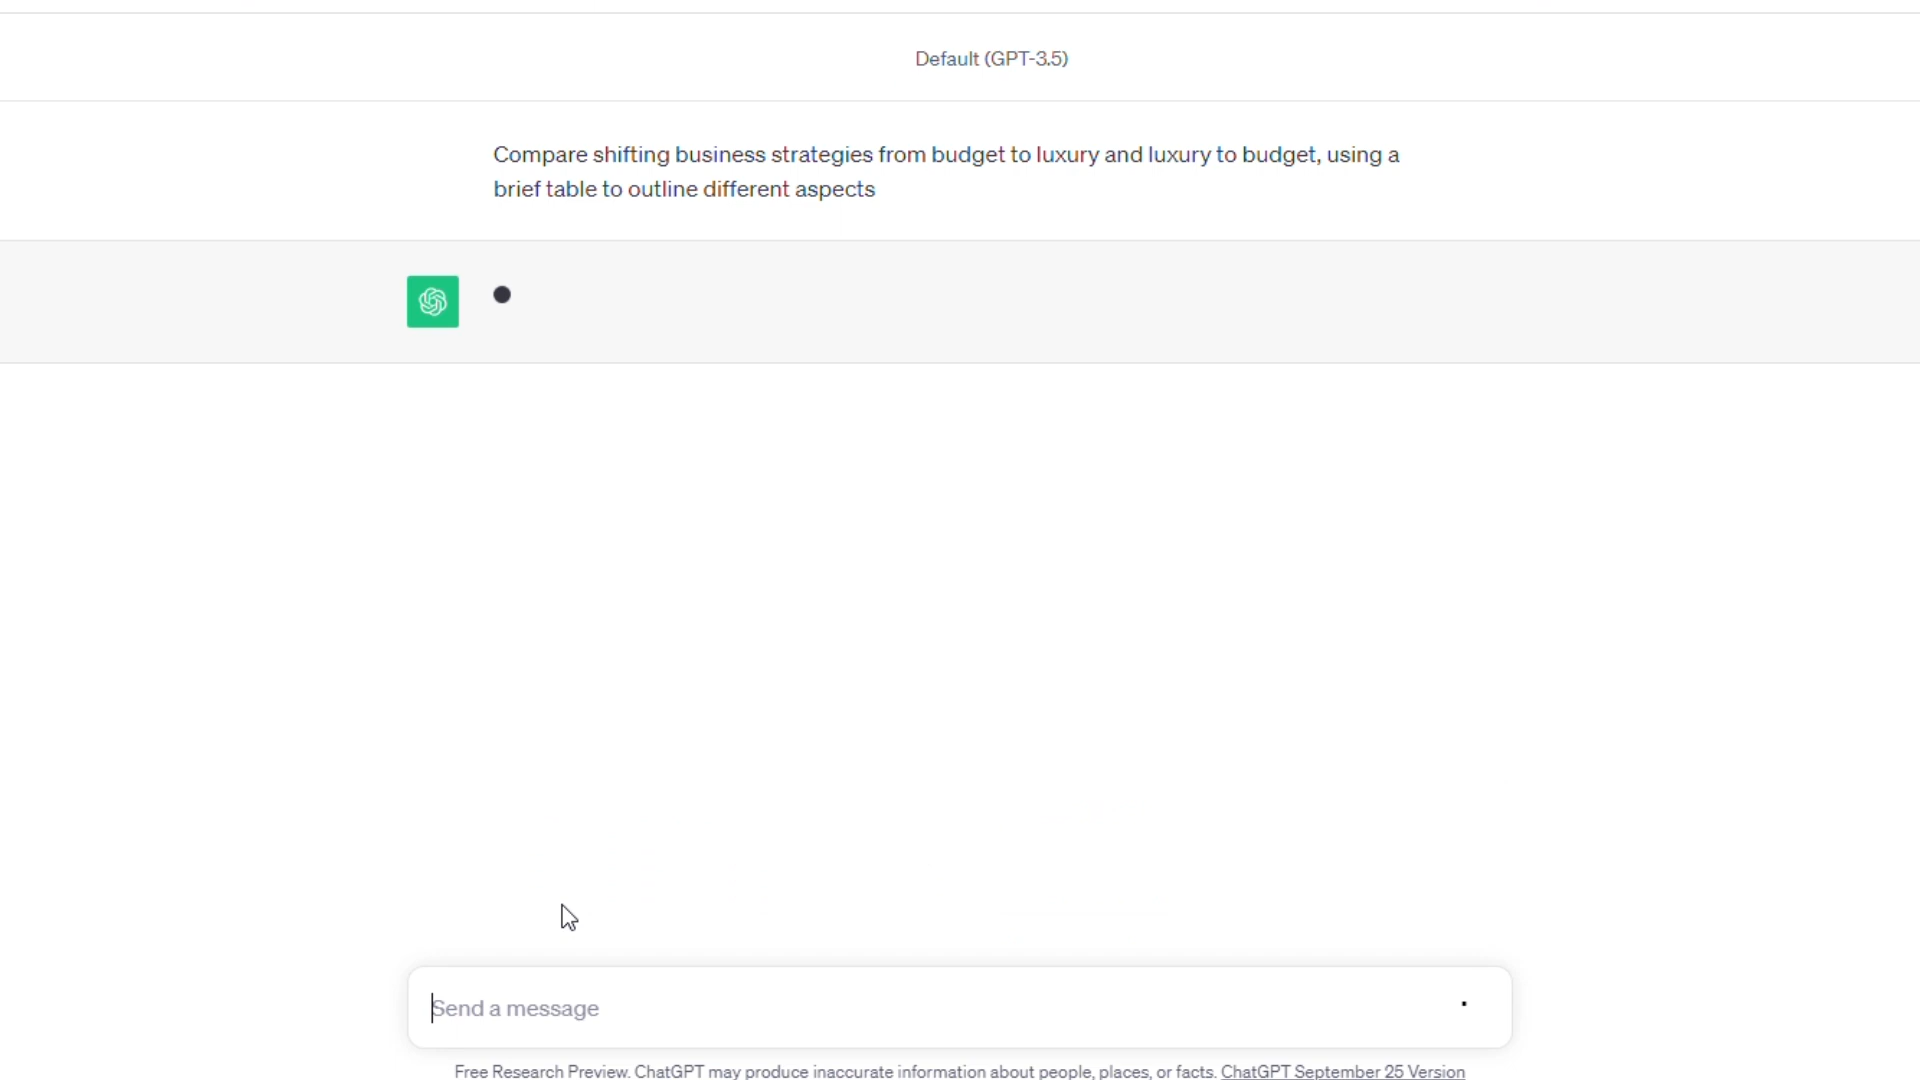 Default (GPT-3.5)
Compare shifting business strategies from budget to luxury and luxury to budget, using a
brief table to outline different aspects
Send a message
Free Research Preview. ChatGPT may produce inaccurate information about people, places, or facts. ChatGPT September 25 Version